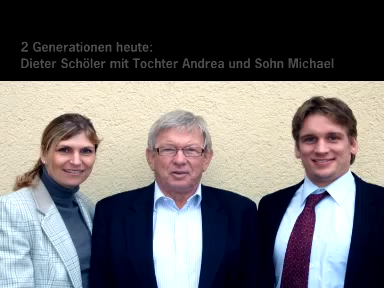 2 Generationen heute:
Dieter Schöler mit Tochter Andrea und Sohn Michael